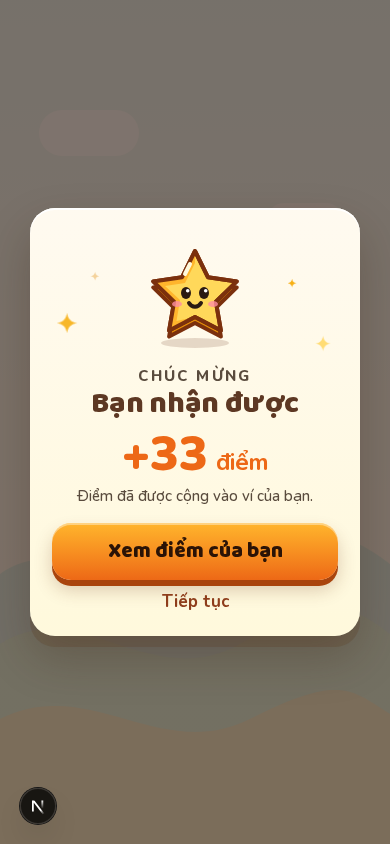 CHÚC MỪNG
Bạn nhận được
+33 điểm
Điểm đã được cộng vào ví của bạn.
Xem điểm của bạn
Tiếp tục
N